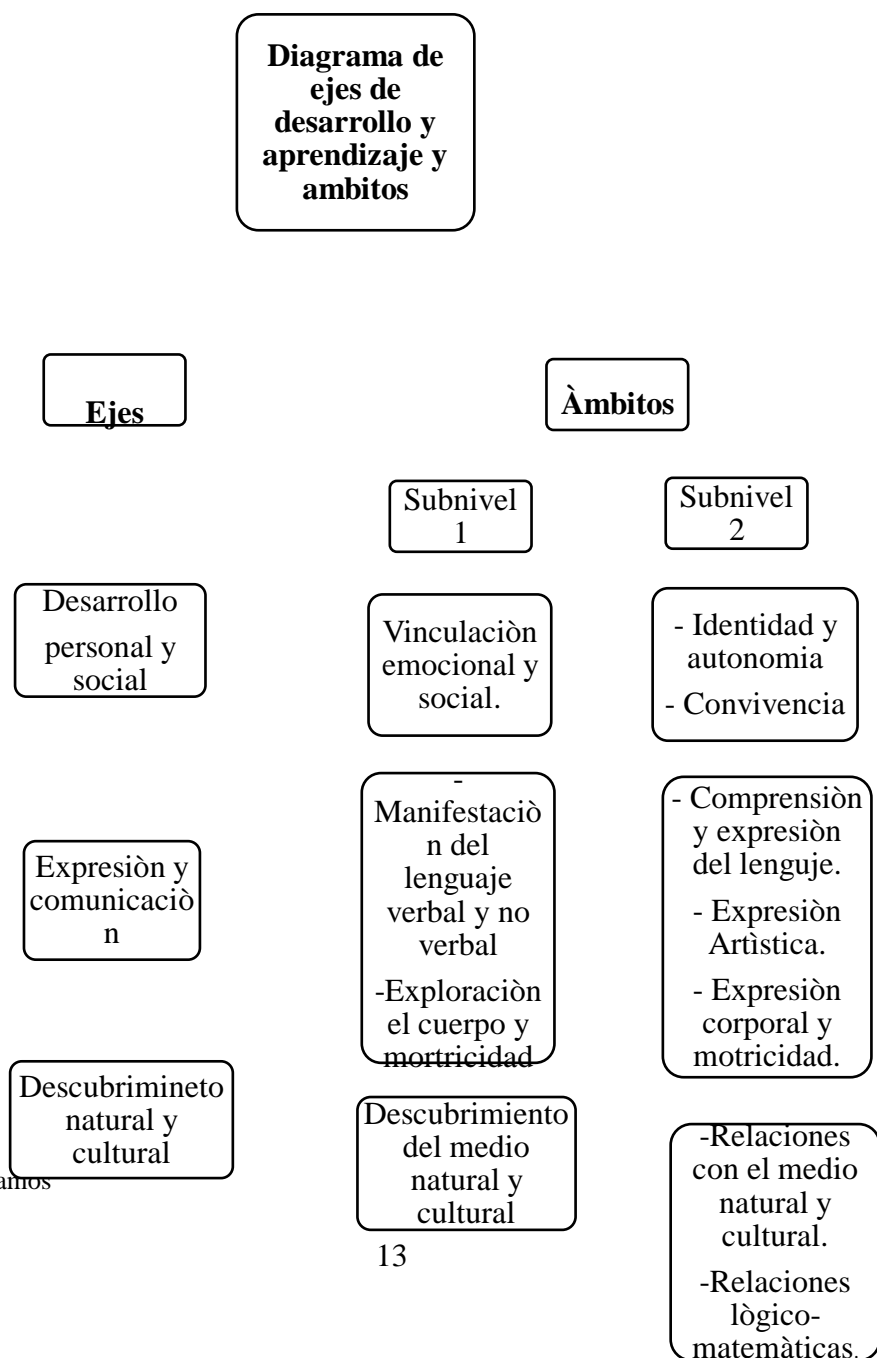 Diagrama de
ejes de
desarrollo y
aprendizaje y
ambitos
Ejes
Àmbitos
Subnivel
1
Subnivel
2
Desarrollo
personal y
social
Vinculaciòn
emocional y
social.
- Identidad y
autonomia
- Convivencia
Expresiòn y
comunicaciò
n
-
Manifestaciò
n del
lenguaje
verbal y no
verbal
-Exploraciòn
el cuerpo y
mortricidad
- Comprensiòn
y expresiòn
del lenguje.
- Expresiòn
Artìstica.
- Expresiòn
corporal y
motricidad.
Descubrimineto
natural y
cultural
Descubrimiento
del medio
natural y
cultural
-Relaciones
con el medio
natural y
cultural.
-Relaciones
lògico-
matemàticas.
13